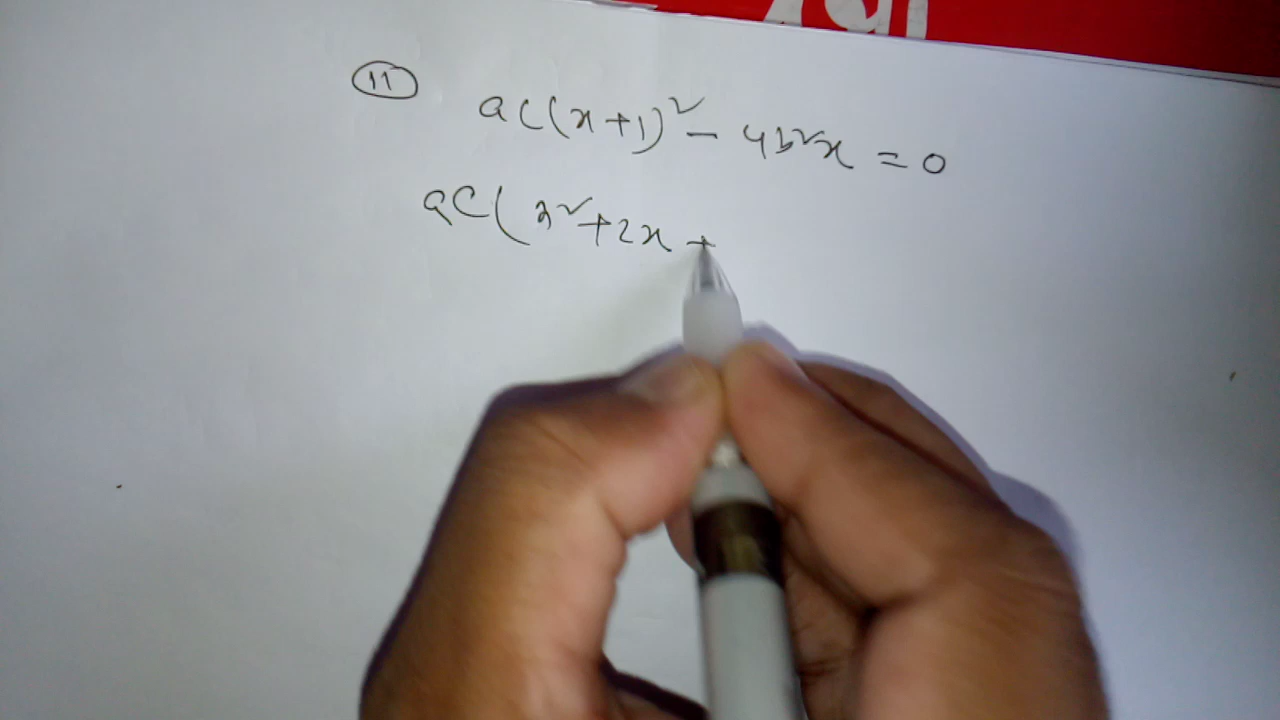 11 ac(x+1)² - 4b²x = 0
ac(x²+2x +